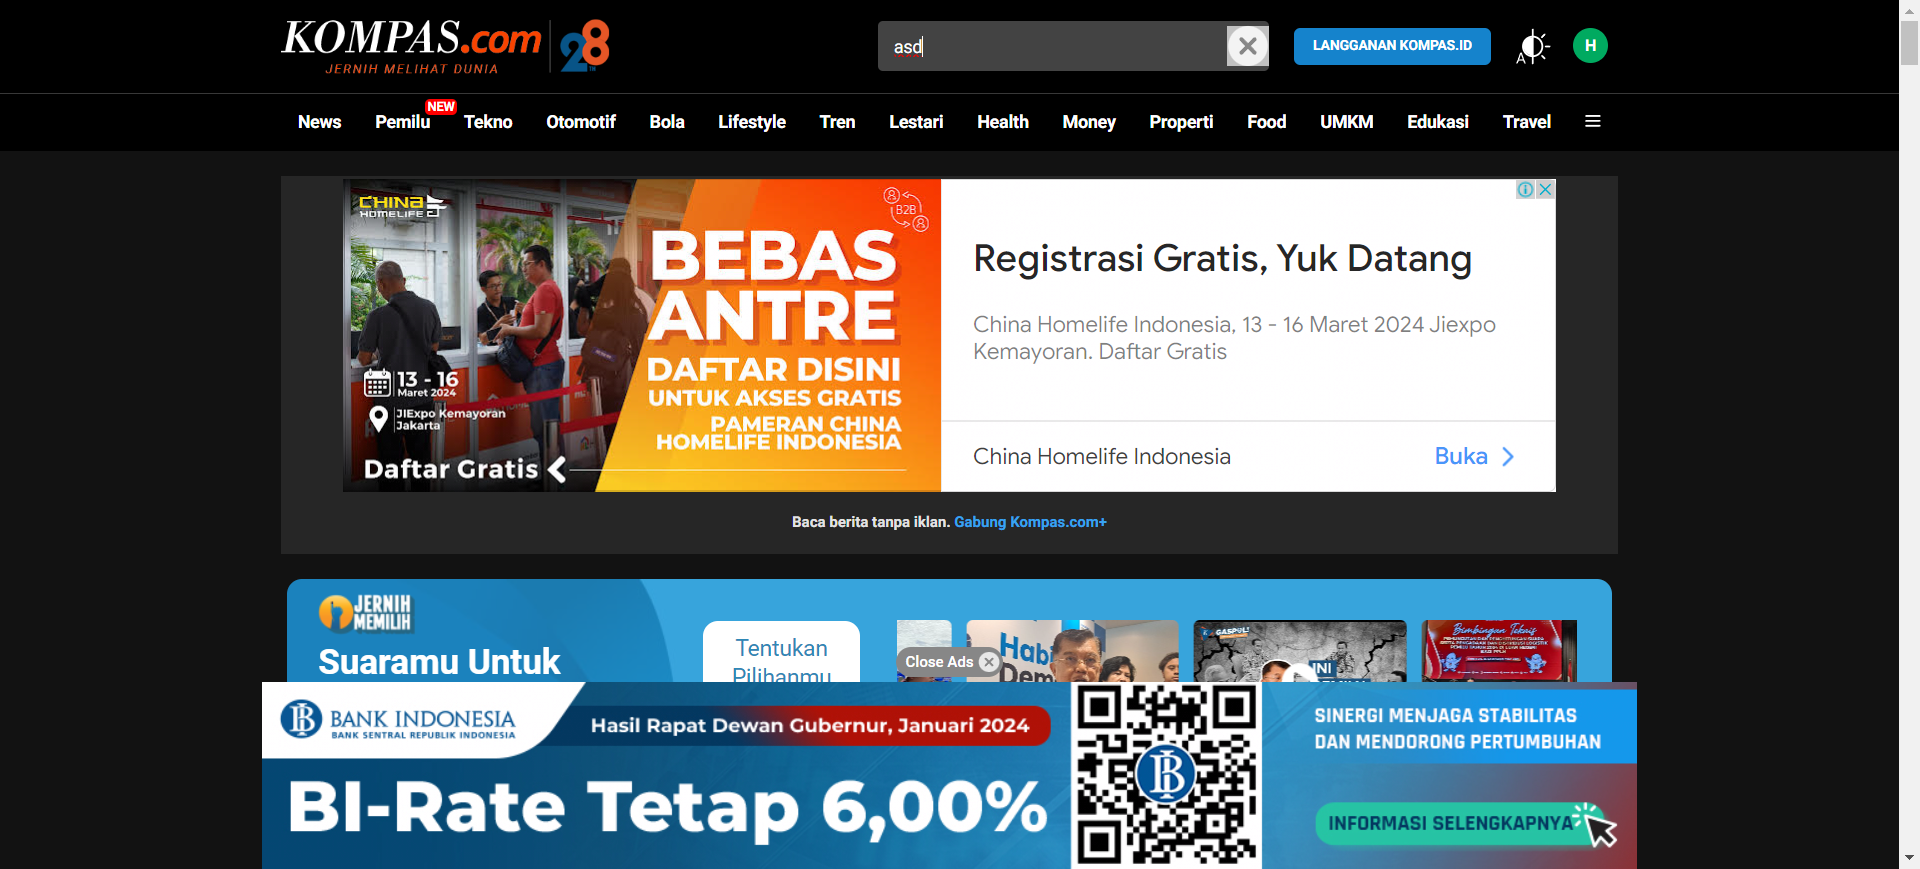 KOMPAS.com
JERNIH MELIHAT DUNIA
28
asd
LANGGANAN KOMPAS.ID
A
H
News
Pemilu
NEW
Tekno
Otomotif
Bola
Lifestyle
Tren
Lestari
Health
Money
Properti
Food
UMKM
Edukasi
Travel
CHINA
HOMELIFE
B2B
BEBAS
ANTRE
DAFTAR DISINI
UNTUK AKSES GRATIS
PAMERAN CHINA
HOMELIFE INDONESIA
13 - 16
Maret 2024
JIExpo Kemayoran
Jakarta
Daftar Gratis
Registrasi Gratis, Yuk Datang
China Homelife Indonesia, 13 - 16 Maret 2024 Jiexpo
Kemayoran. Daftar Gratis
China Homelife Indonesia
Buka
Baca berita tanpa iklan. Gabung Kompas.com+
JERNIH
MEMILIH
Suaramu Untuk
Tentukan
Pilihanmu
Close Ads
Hab
Dem
GASPOL!
INI
Bimbingan Teknis
BANK INDONESIA
BANK SENTRAL REPUBLIK INDONESIA
Hasil Rapat Dewan Gubernur, Januari 2024
BI-Rate Tetap 6,00%
SINERGI MENJAGA STABILITAS
DAN MENDORONG PERTUMBUHAN
INFORMASI SELENGKAPNYA